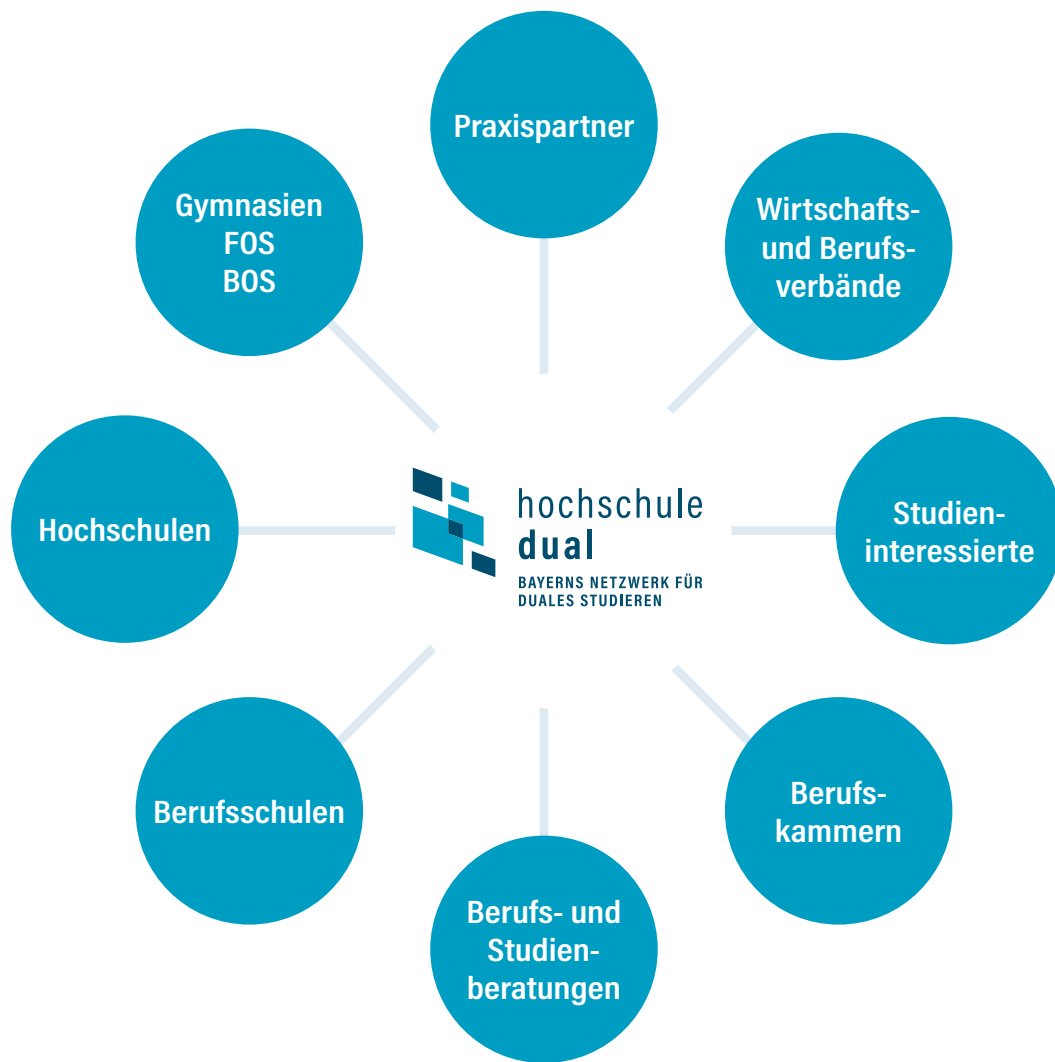 Praxispartner
Gymnasien
FOS
BOS
Wirtschafts-
und Berufs-
verbände
Hochschulen
hochschule
dual
BAYERNS NETZWERK FÜR
DUALES STUDIEREN
Studien-
interessierte
Berufsschulen
Berufs-
kammern
Berufs- und
Studien-
beratungen